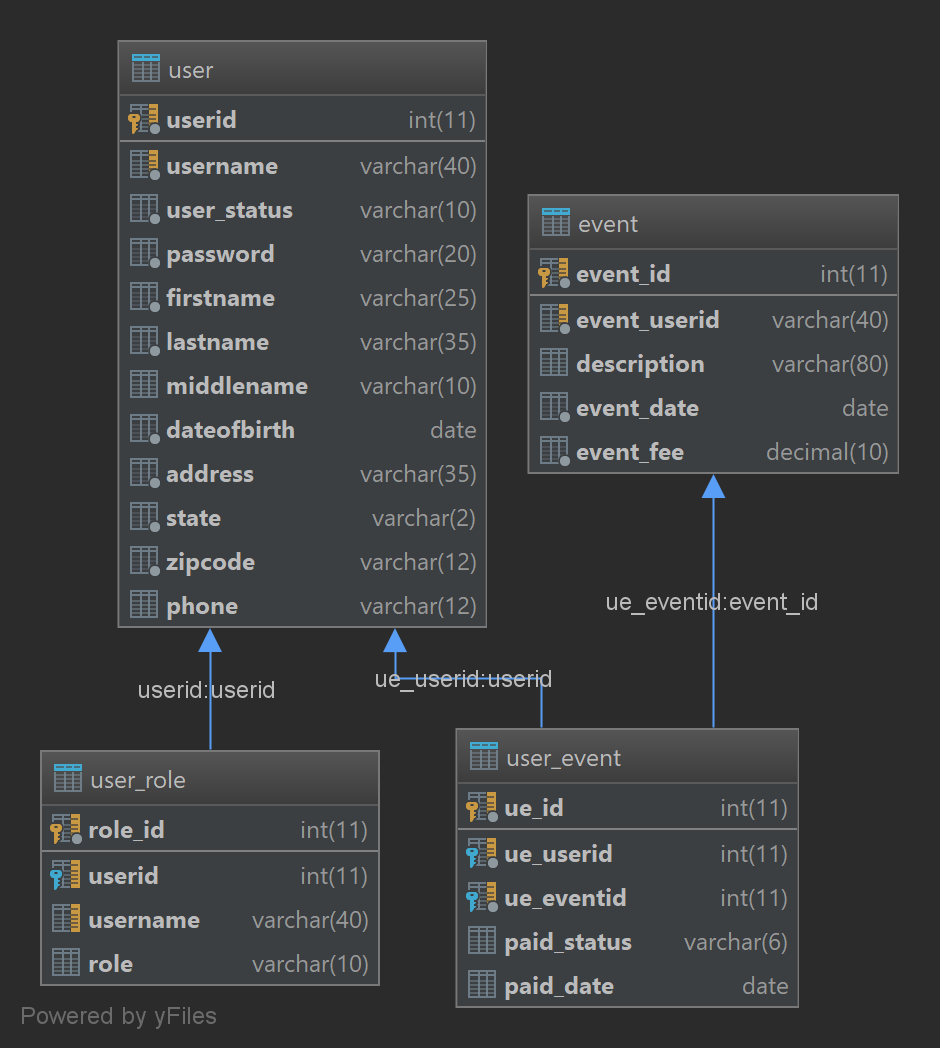 user
userid int(11)
username varchar(40)
user_status varchar(10)
password varchar(20)
firstname varchar(25)
lastname varchar(35)
middlename varchar(10)
dateofbirth date
address varchar(35)
state varchar(2)
zipcode varchar(12)
phone varchar(12)
event
event_id int(11)
event_userid varchar(40)
description varchar(80)
event_date date
event_fee decimal(10)
ue_eventid:event_id
userid:userid
ue_userid:userid
user_role
role_id int(11)
userid int(11)
username varchar(40)
role varchar(10)
user_event
ue_id int(11)
ue_userid int(11)
ue_eventid int(11)
paid_status varchar(6)
paid_date date
Powered by yFiles